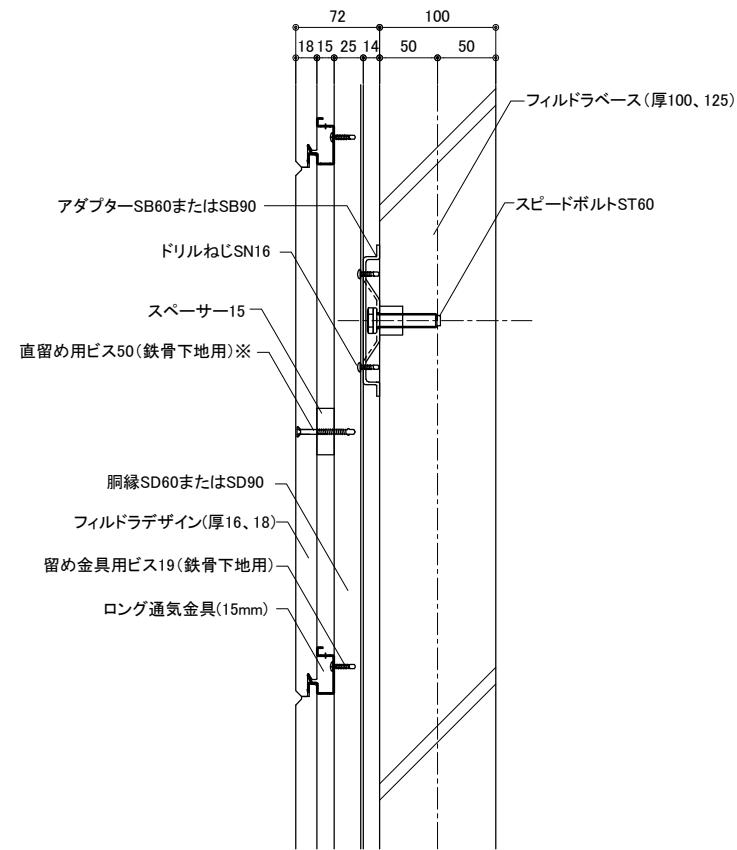 72
100
18
15
25
14
50
50
フィルドラベース(厚100、125)
アダプターSB60またはSB90
スピードボルトST60
ドリルねじSN16
スペーサー15
直留め用ビス50(鉄骨下地用)※
胴縁SD60またはSD90
フィルドラデザイン(厚16、18)
留め金具用ビス19(鉄骨下地用)
ロング通気金具(15mm)